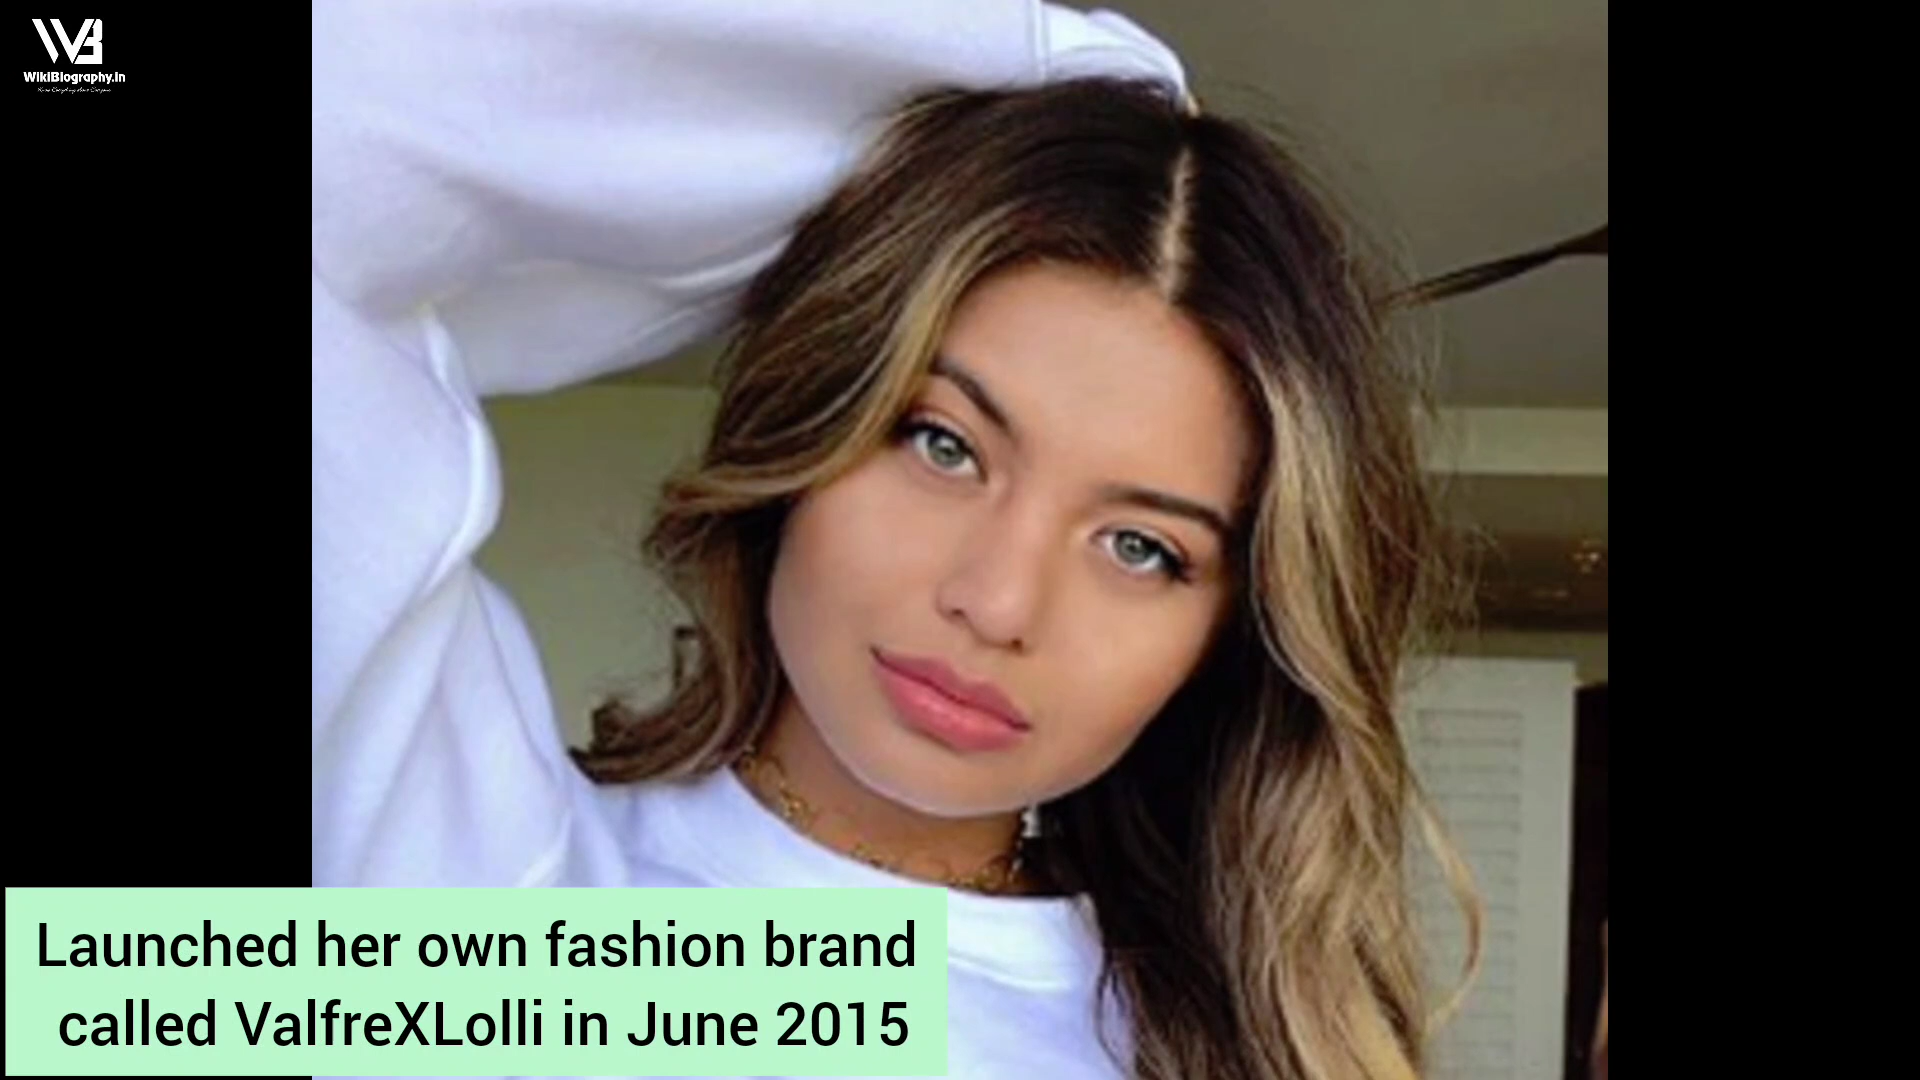 WikiBiography.in
Launched her own fashion brand
called ValfreXLolli in June 2015